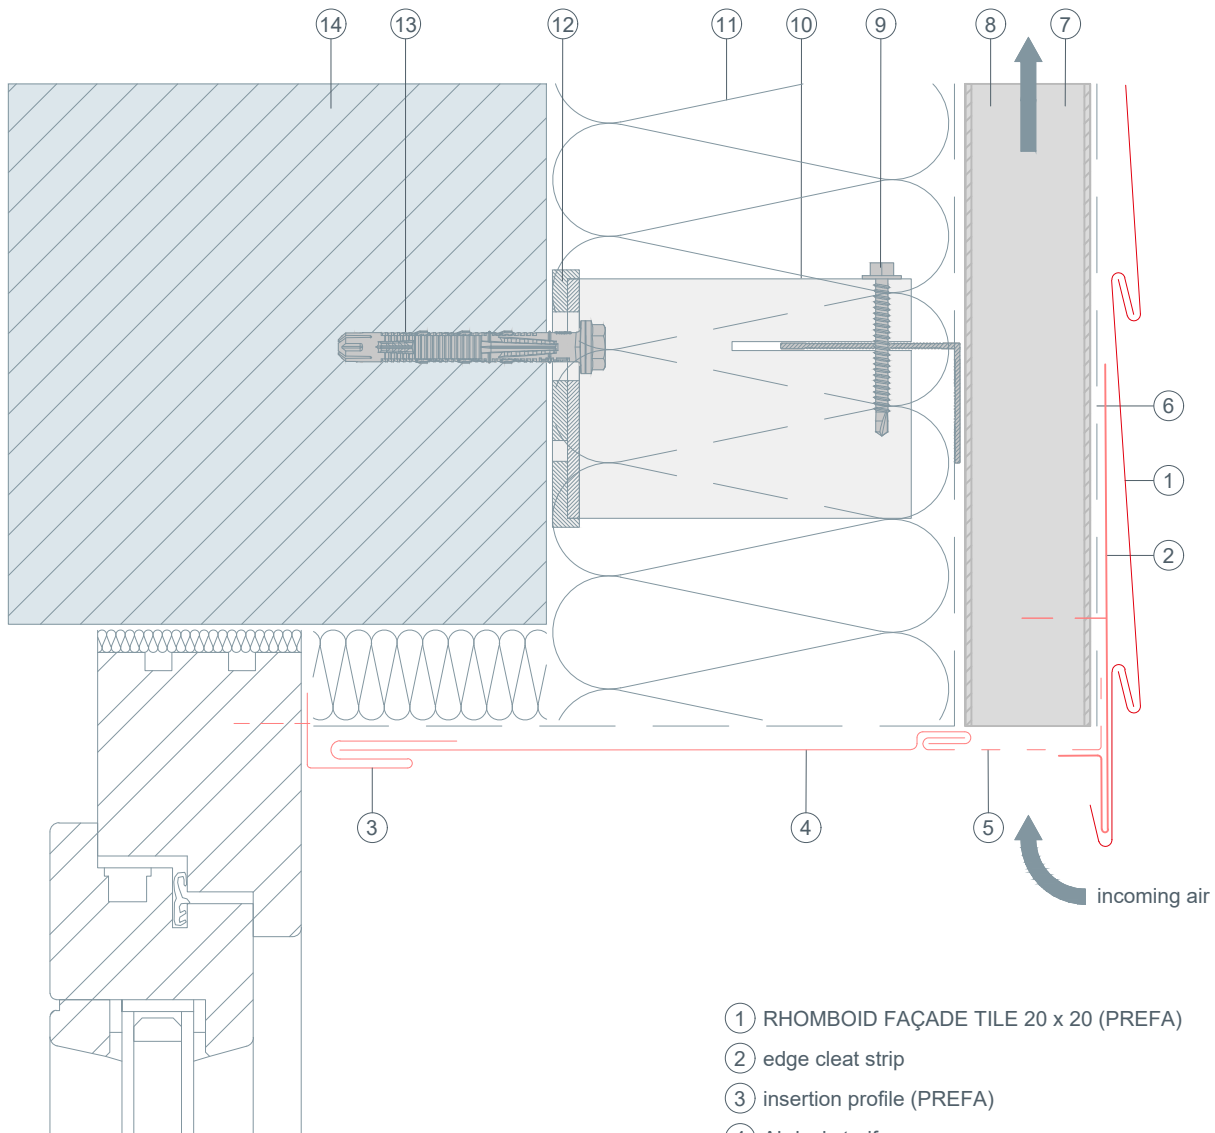 14 13 12 11 10 9 8 7
6
1
2
3 4 5
incoming air
1 RHOMBOID FAÇADE TILE 20 x 20 (PREFA)
2 edge cleat strip
3 insertion profile (PREFA)
4